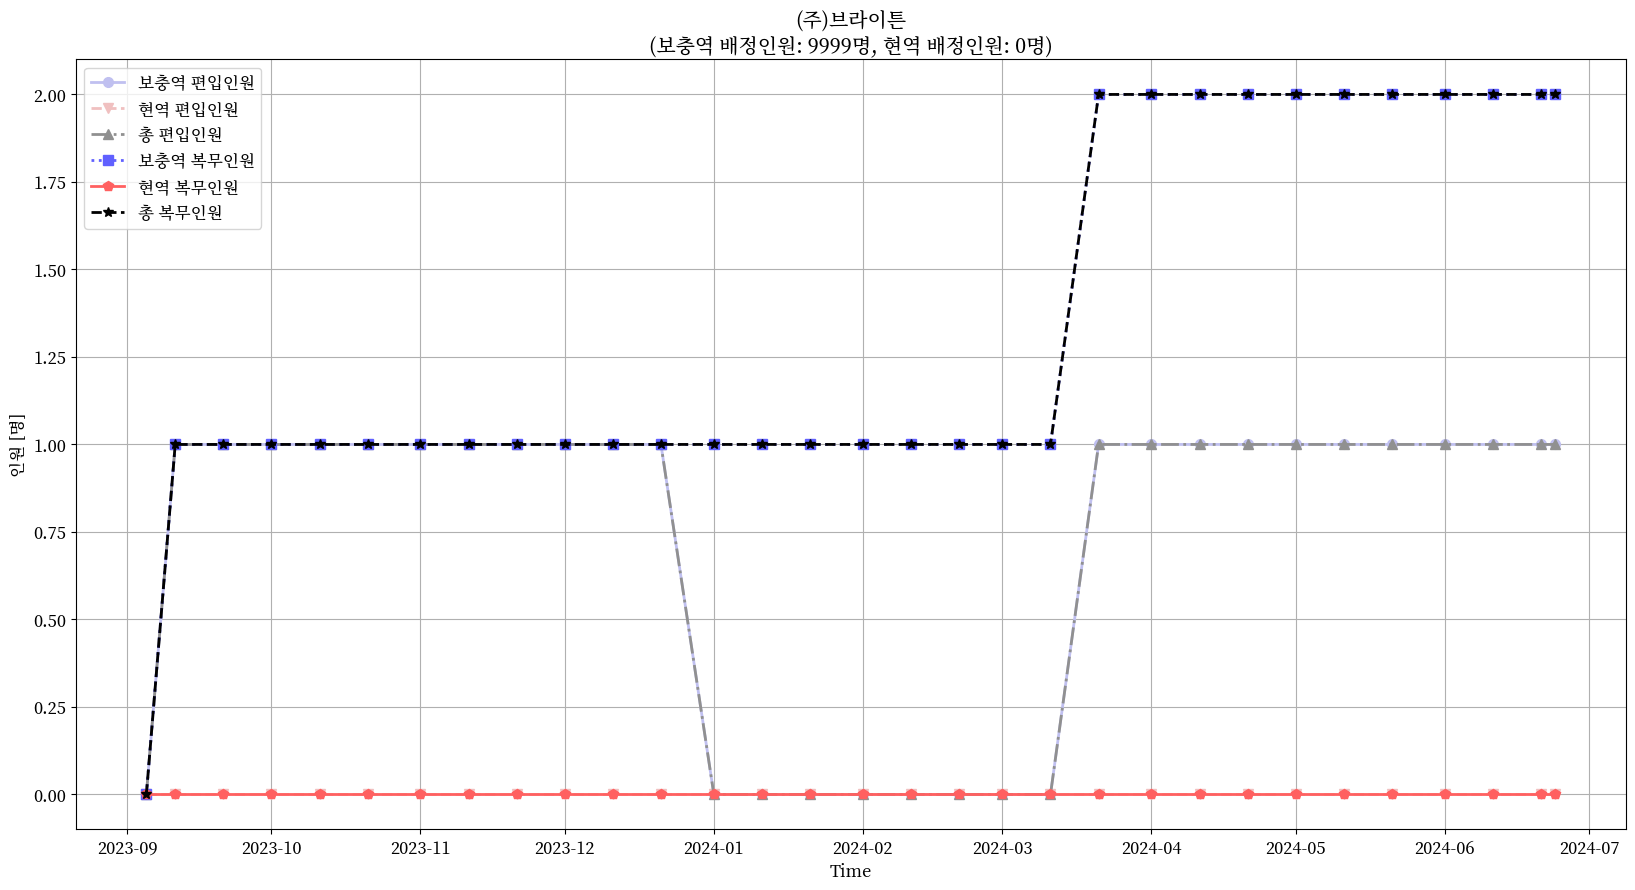 (주)브라이튼
(보충역 배정인원: 9999명, 현역 배정인원: 0명)
보충역 편입인원
현역 편입인원
총 편입인원
보충역 복무인원
현역 복무인원
총 복무인원
인원 [명]
2.00
1.75
1.50
1.25
1.00
0.75
0.50
0.25
0.00
2023-09 2023-10 2023-11 2023-12 2024-01 2024-02 2024-03 2024-04 2024-05 2024-06 2024-07
Time